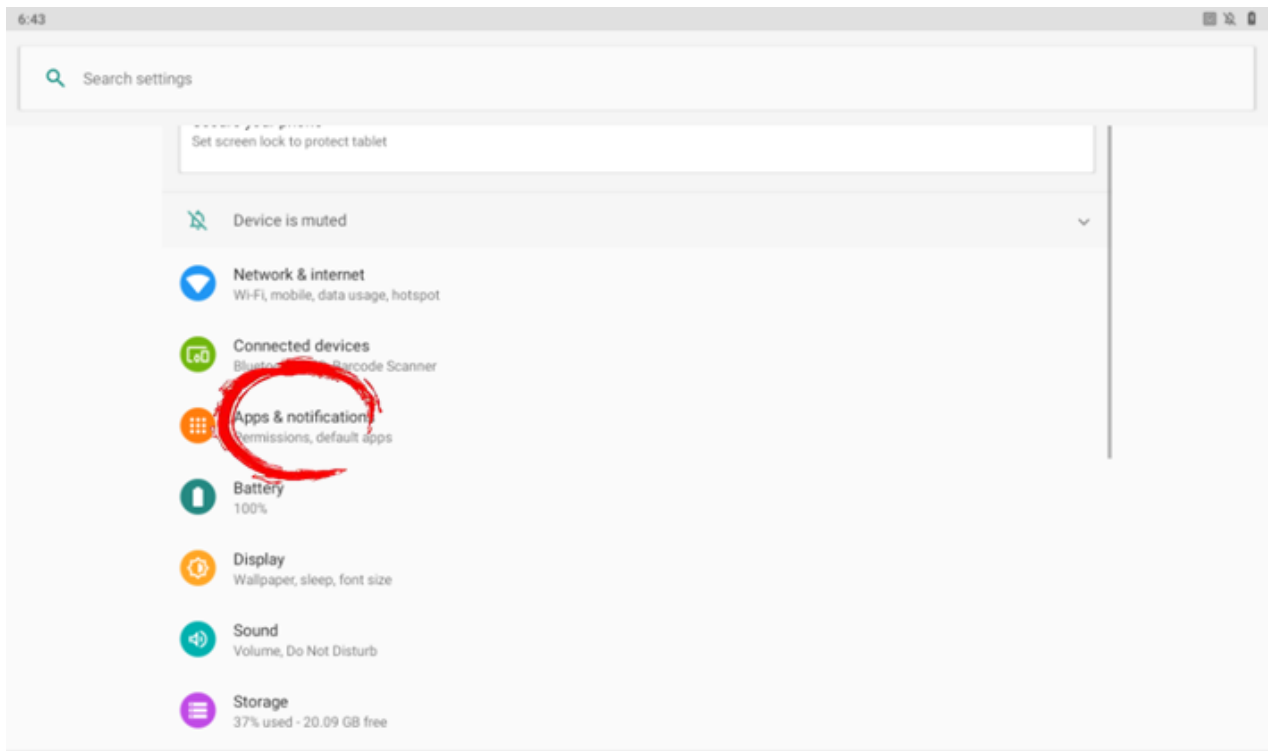 6:43
Search settings
Set screen lock to protect tablet
Device is muted
Network & internet
Wi-Fi, mobile, data usage, hotspot
Connected devices
Barcode Scanner
Apps & notifications
Permissions, default apps
Battery
100%
Display
Wallpaper, sleep, font size
Sound
Volume, Do Not Disturb
Storage
37% used - 20.09 GB free